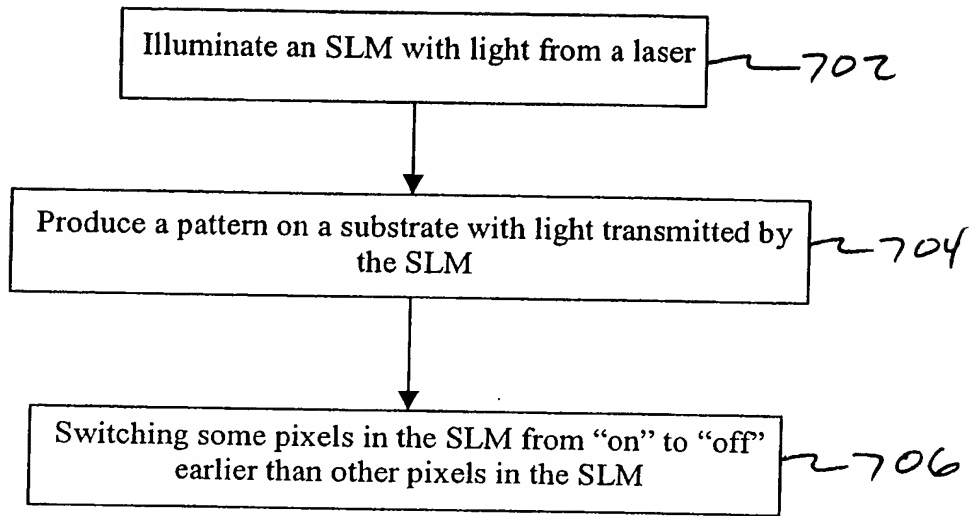 Illuminate an SLM with light from a laser
702
Produce a pattern on a substrate with light transmitted by
the SLM
704
Switching some pixels in the SLM from “on” to “off”
earlier than other pixels in the SLM
706